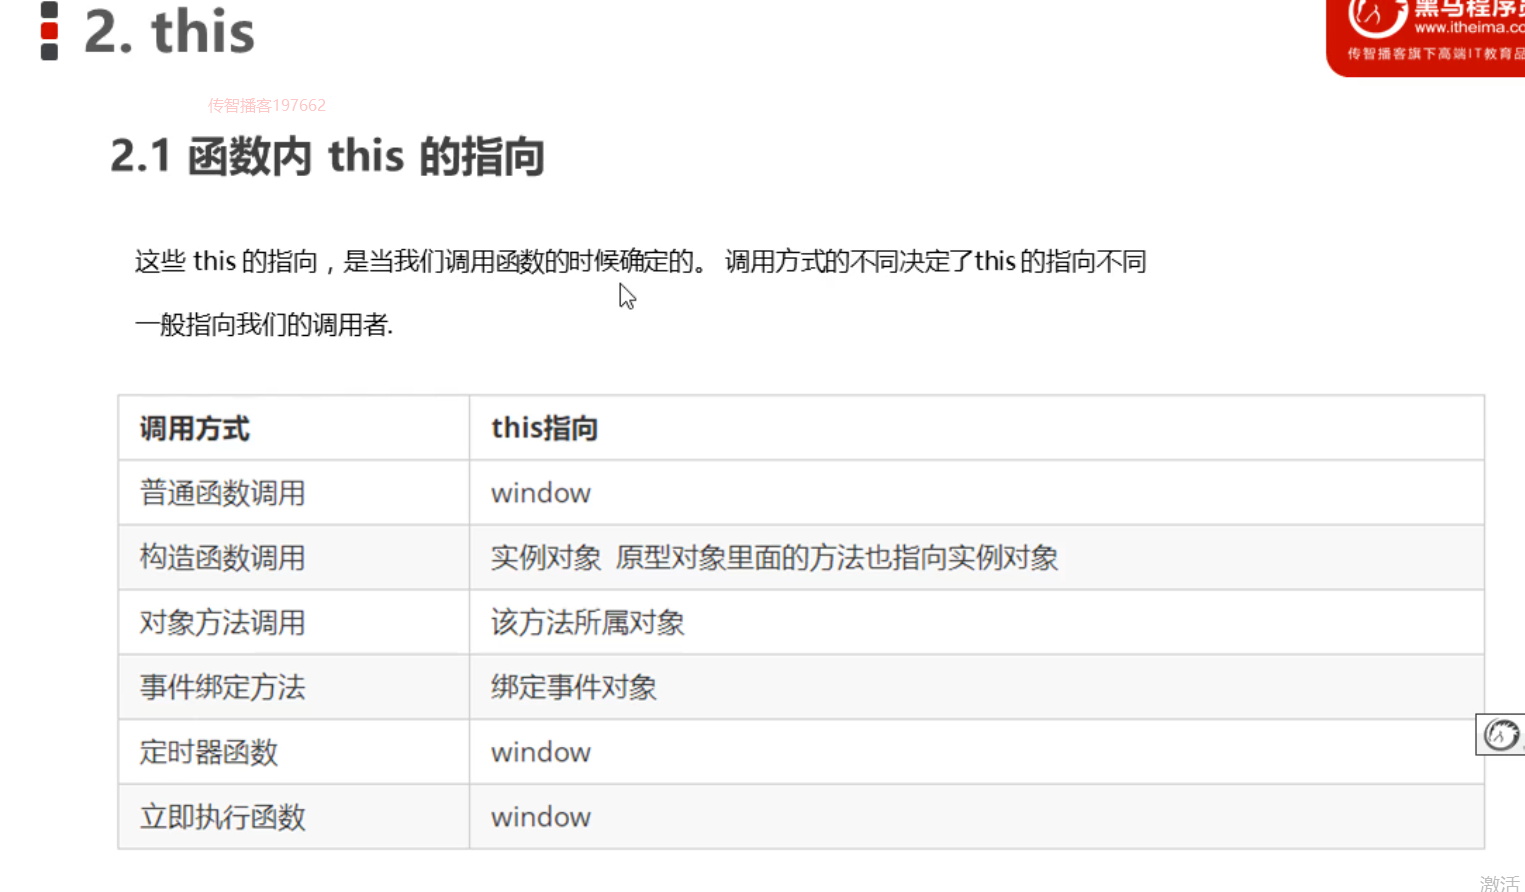 2. this
黑马程序员
www.itheima.co
传智播客旗下高端IT教育品
传智播客197662
2.1 函数内 this 的指向
这些 this 的指向，是当我们调用函数的时候确定的。 调用方式的不同决定了this 的指向不同
一般指向我们的调用者.
调用方式 this指向
普通函数调用 window
构造函数调用 实例对象 原型对象里面的方法也指向实例对象
对象方法调用 该方法所属对象
事件绑定方法 绑定事件对象
定时器函数 window
立即执行函数 window
激活